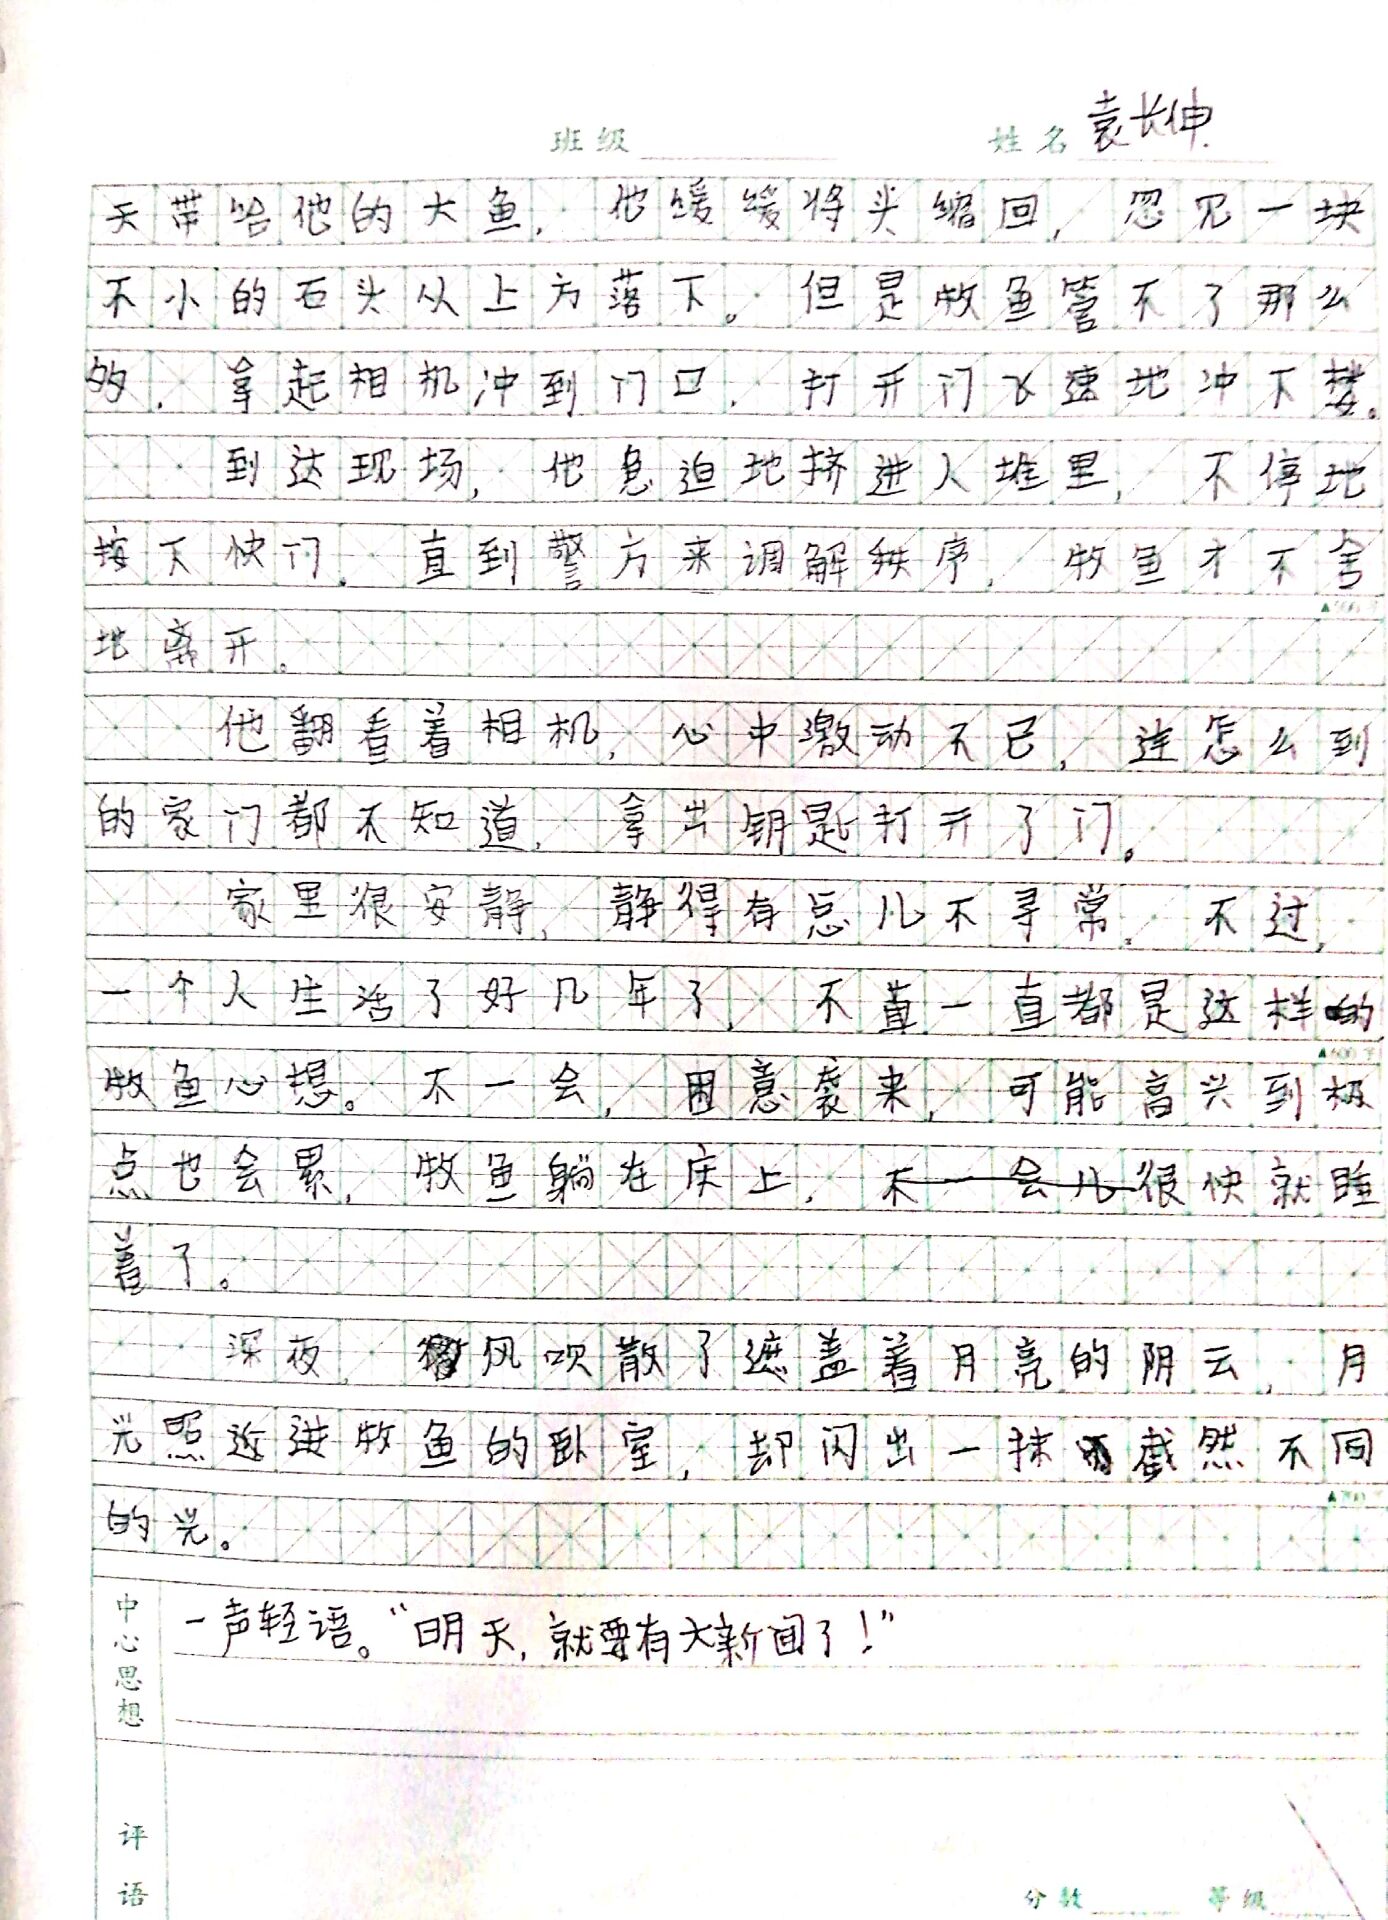 班级 姓名 袁长伸
天带给他的大鱼，他缓缓将头缩回，忽见一块
不小的石头从上方落下。但是牧鱼管不了那么
多，拿起相机冲到门口，打开门飞速地冲下楼。
到达现场，他急迫地挤进人堆里，不停地
按下快门，直到警方来调解秩序，牧鱼才不舍
地离开。
他翻看着相机，心中激动不已，连怎么到
的家门都不知道，拿出钥匙打开了门。
家里很安静，静得有点儿不寻常，不过，
一个人生活了好几年了，不直一直都是这样的
▲600字
牧鱼心想。不一会，困意袭来，可能高兴到极
点也会累，牧鱼躺在床上，不一会儿很快就睡
着了。
深夜，风吹散了遮盖着月亮的阴云，月
光照近进牧鱼的卧室，却闪出一抹截然不同
的光。
中心思想
一声轻语。“明天，就要有大新闻了！”
评语
分数 等级